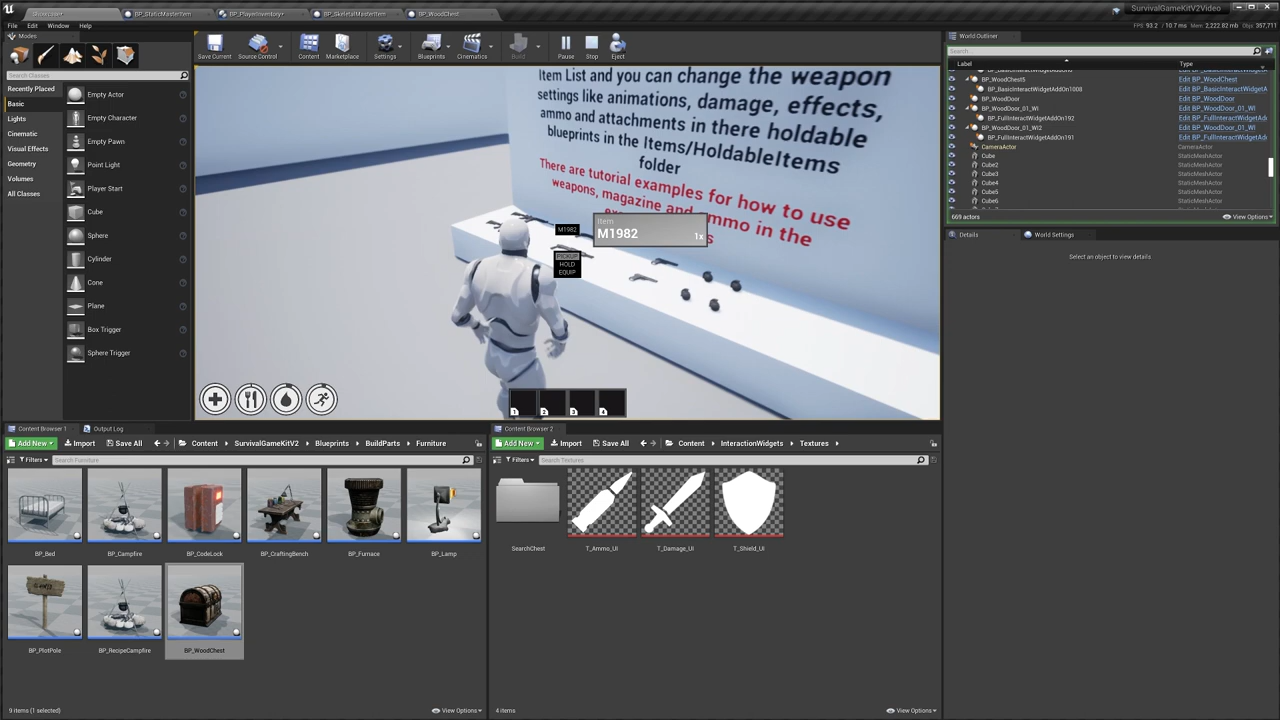 Showcase*
BP_StaticMasterItem
BP_PlayerInventory*
BP_SkeletalMasterItem
BP_WoodChest
SurvivalGameKitV2Video
File Edit Window Help
FPS: 93.2 / 10.7 ms Mem: 2,222.82 mb Objs: 357,711
Modes
Search Classes
Recently Placed
Basic
Lights
Cinematic
Visual Effects
Geometry
Volumes
All Classes
Empty Actor
Empty Character
Empty Pawn
Point Light
Player Start
Cube
Sphere
Cylinder
Cone
Plane
Box Trigger
Sphere Trigger
Save Current
Source Control
Content
Marketplace
Settings
Blueprints
Cinematics
Build
Pause
Stop
Eject
Item List and you can change the weapon
settings like animations, damage, effects,
ammo and attachments in there holdable
blueprints in the Items/HoldableItems
folder
There are tutorial examples for how to use
weapons, magazine and ammo in the
M1982
PICKUP
HOLD
EQUIP
Item
M1982
1x
1 2 3 4
World Outliner
Search...
Label
Type
BP_WoodChest5 Edit BP_WoodChest
BP_BasicInteractWidgetAddOn1008 Edit BP_BasicInteractWidgetA
BP_WoodDoor Edit BP_WoodDoor
BP_WoodDoor_01_WI Edit BP_WoodDoor_01_WI
BP_FullInteractWidgetAddOn192 Edit BP_FullInteractWidgetAd
BP_WoodDoor_01_WI2 Edit BP_WoodDoor_01_WI
BP_FullInteractWidgetAddOn191 Edit BP_FullInteractWidgetAd
CameraActor CameraActor
Cube StaticMeshActor
Cube2 StaticMeshActor
Cube3 StaticMeshActor
Cube4 StaticMeshActor
Cube5 StaticMeshActor
Cube6 StaticMeshActor
669 actors
View Options
Details
World Settings
Select an object to view details
Content Browser 1
Output Log
Add New
Import
Save All
Content
SurvivalGameKitV2
Blueprints
BuildParts
Furniture
Filters
Search Furniture
BP_Bed
BP_Campfire
BP_CodeLock
BP_CraftingBench
BP_Furnace
BP_Lamp
BP_PlotPole
BP_RecipeCampfire
BP_WoodChest
9 items (1 selected)
View Options
Content Browser 2
Add New
Import
Save All
Content
InteractionWidgets
Textures
Filters
Search Textures
SearchChest
T_Ammo_UI
T_Damage_UI
T_Shield_UI
4 items
View Options